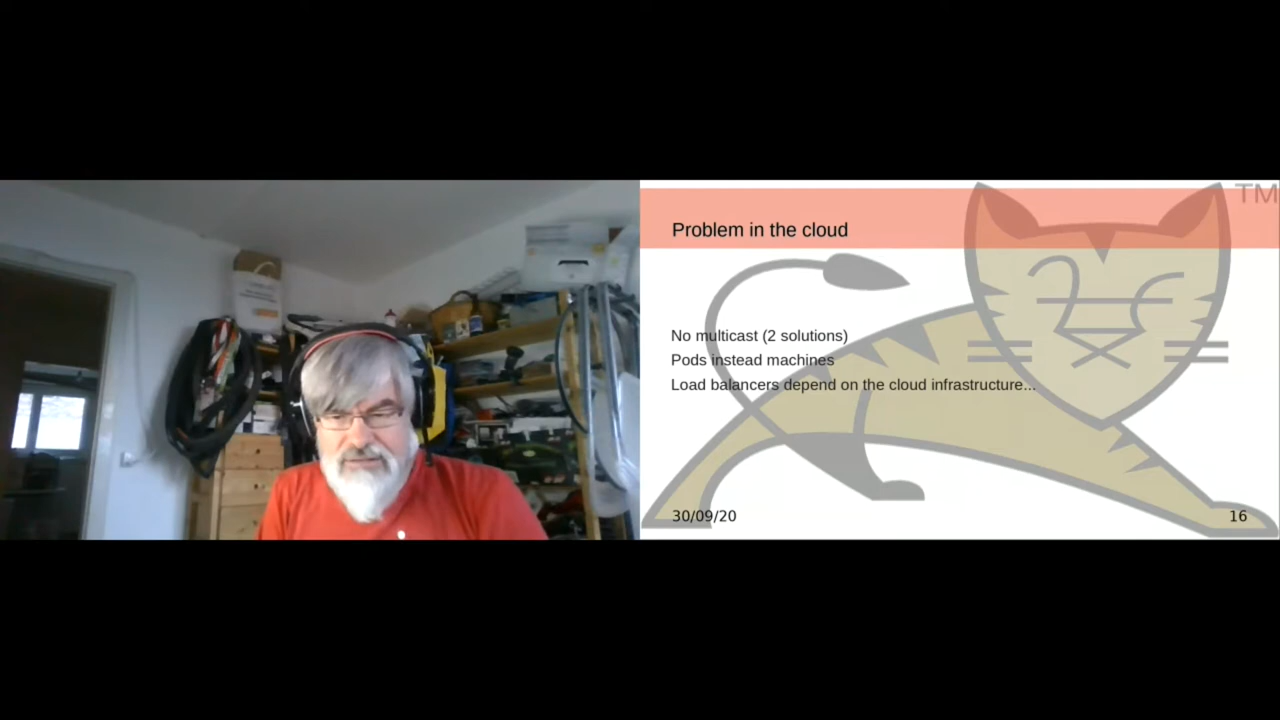 Problem in the cloud
TM
No multicast (2 solutions)
Pods instead machines
Load balancers depend on the cloud infrastructure...
30/09/20
16